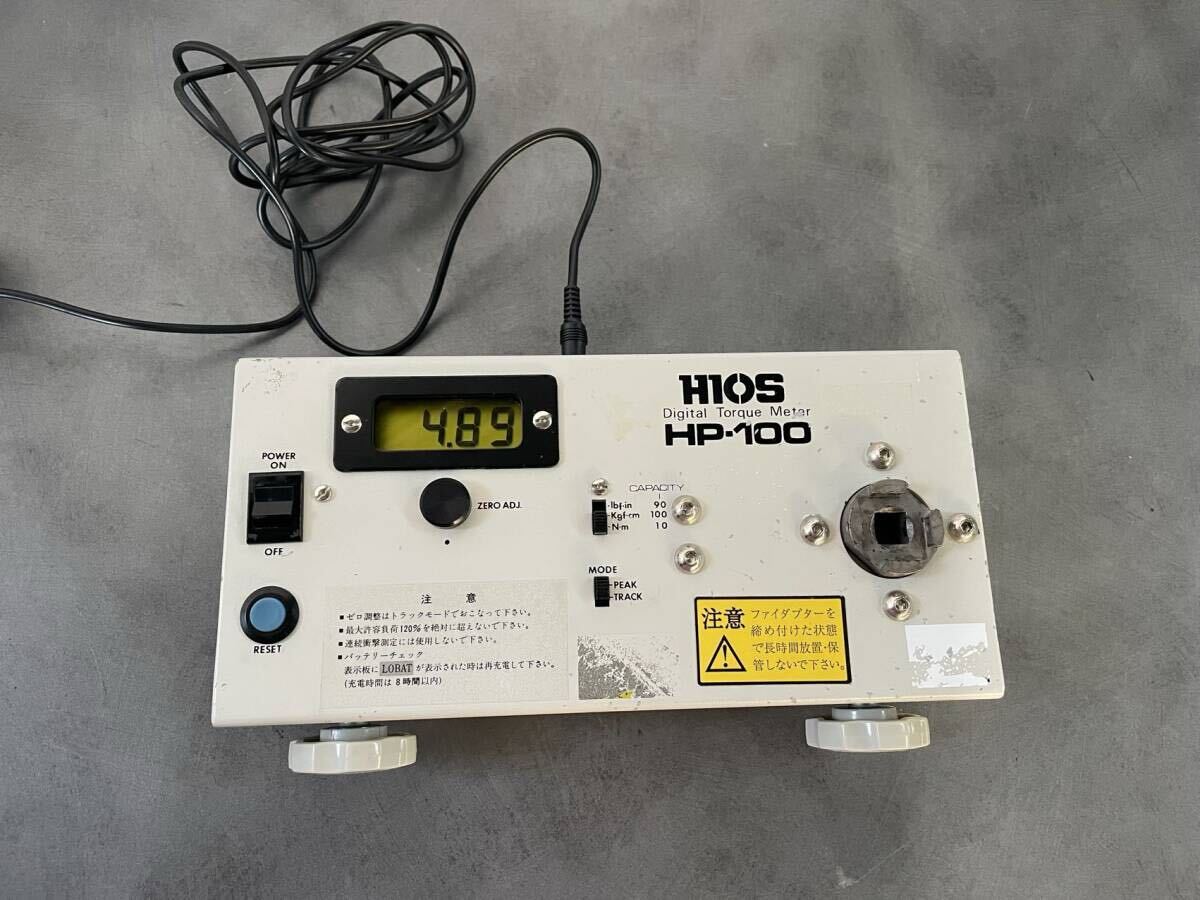 HIOS
Digital Torque Meter
HP-100
4.89
POWER
ON
OFF
ZERO ADJ.
CAPACITY
lbf·in 90
Kgf·cm 100
N·m 10
MODE
PEAK
TRACK
RESET
注 意
■ゼロ調整はトラックモードでおこなって下さい。
■最大許容負荷120%を絶対に超えないで下さい。
■連続衝撃測定には使用しないで下さい。
■バッテリーチェック
表示板にLOBATが表示された時は再充電して下さい。
(充電時間は8時間以内)
注意
ファイダプターを
締め付けた状態
で長時間放置・保
管しないで下さい。